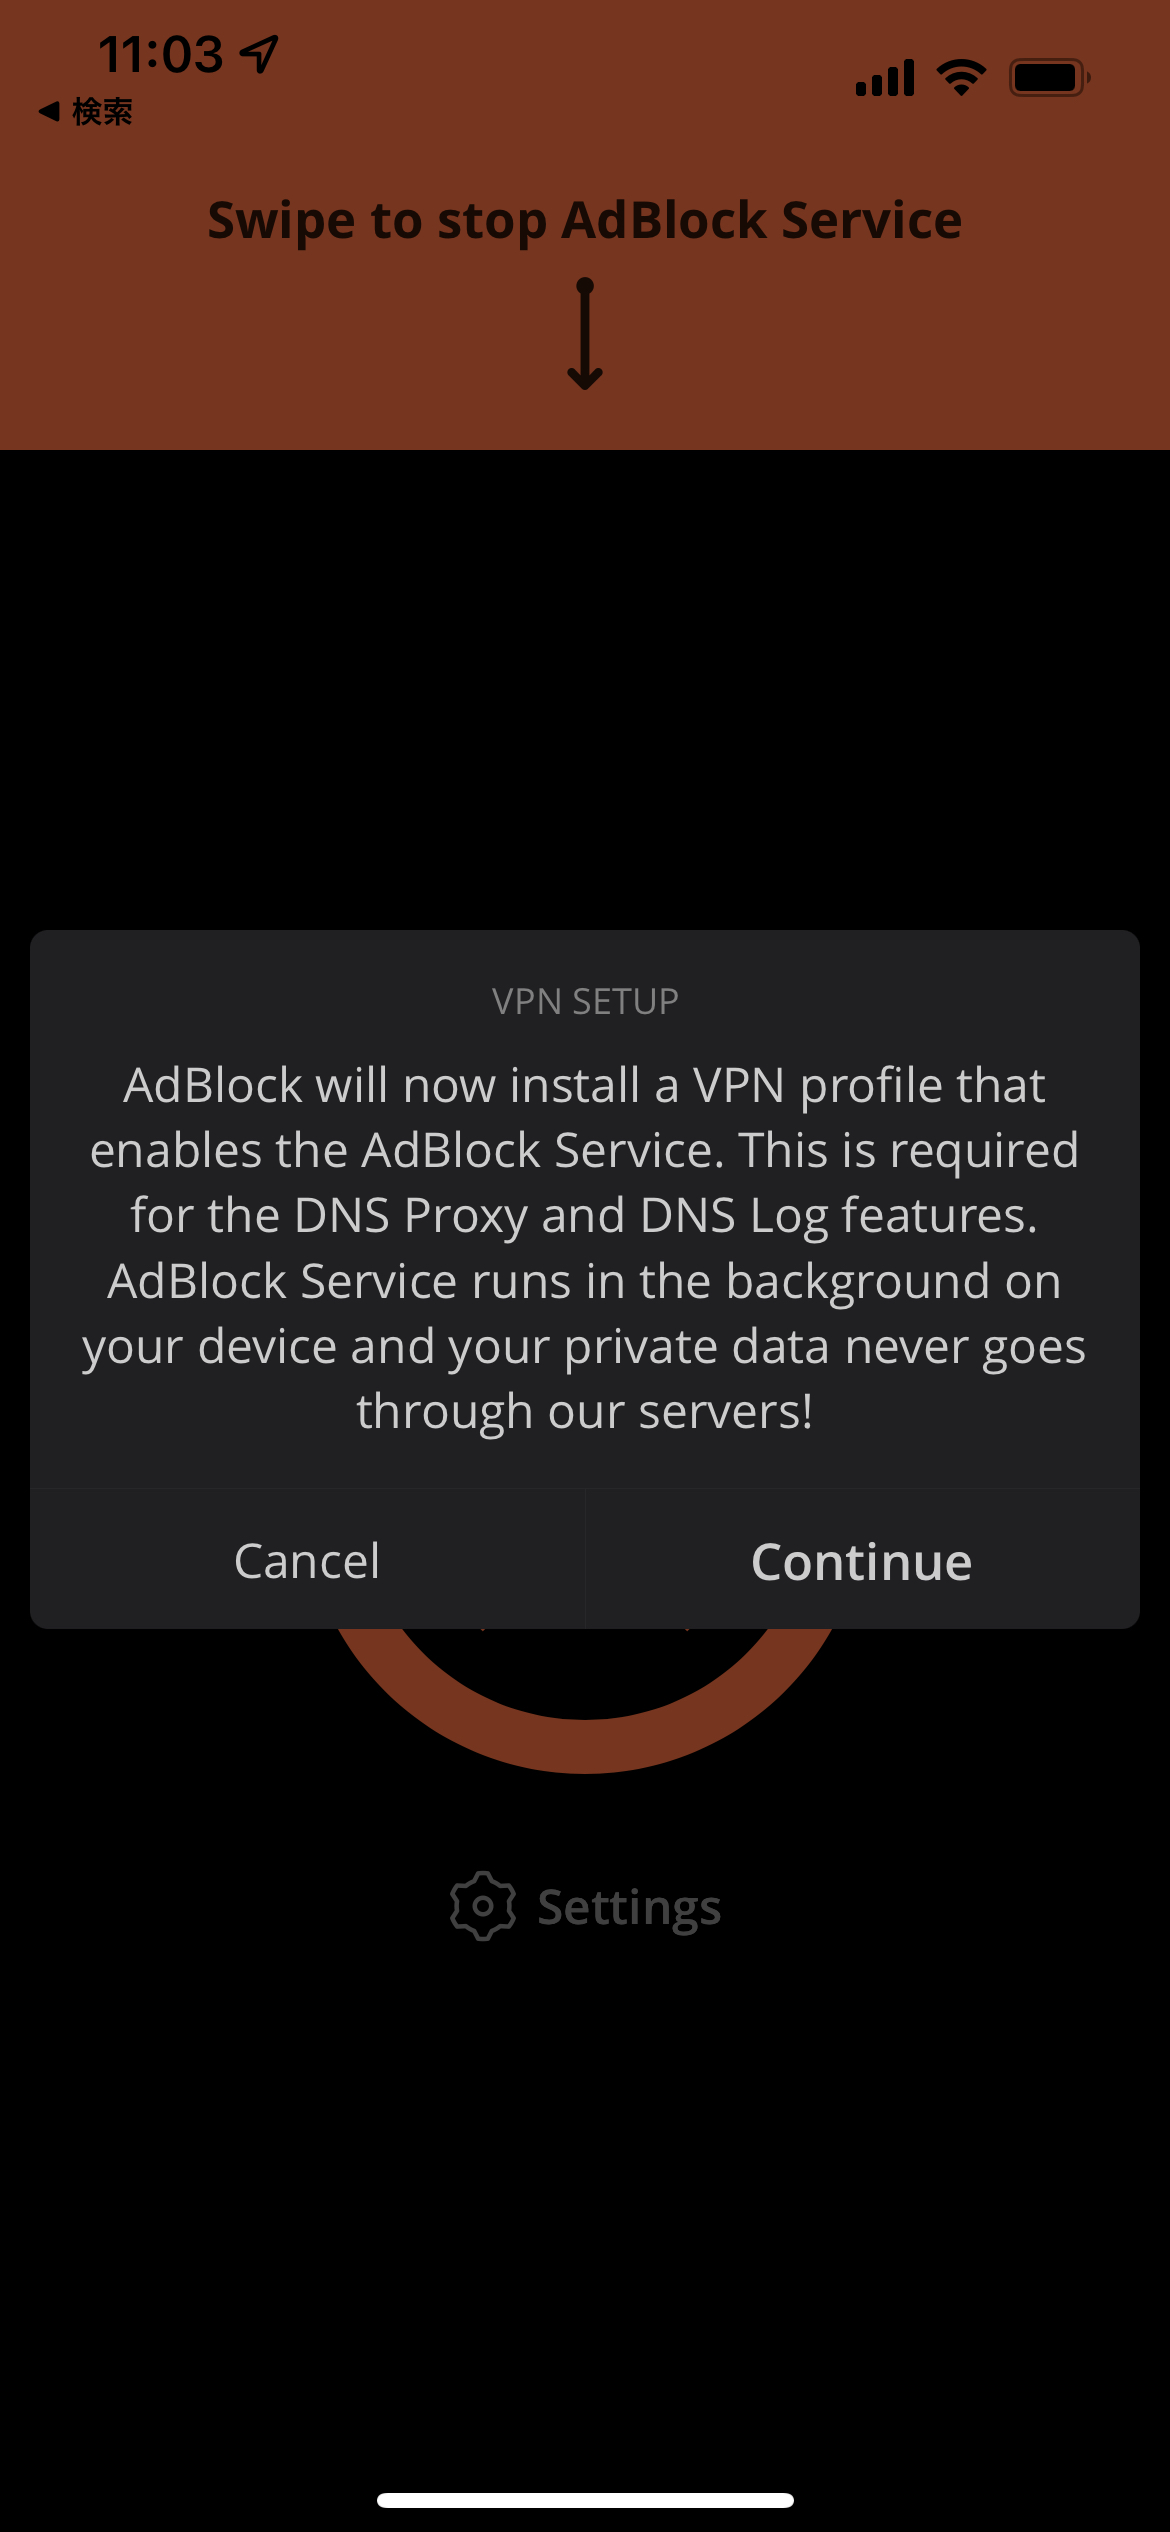 11:03
検索
Swipe to stop AdBlock Service
VPN SETUP
AdBlock will now install a VPN profile that
enables the AdBlock Service. This is required
for the DNS Proxy and DNS Log features.
AdBlock Service runs in the background on
your device and your private data never goes
through our servers!
Cancel
Continue
Settings